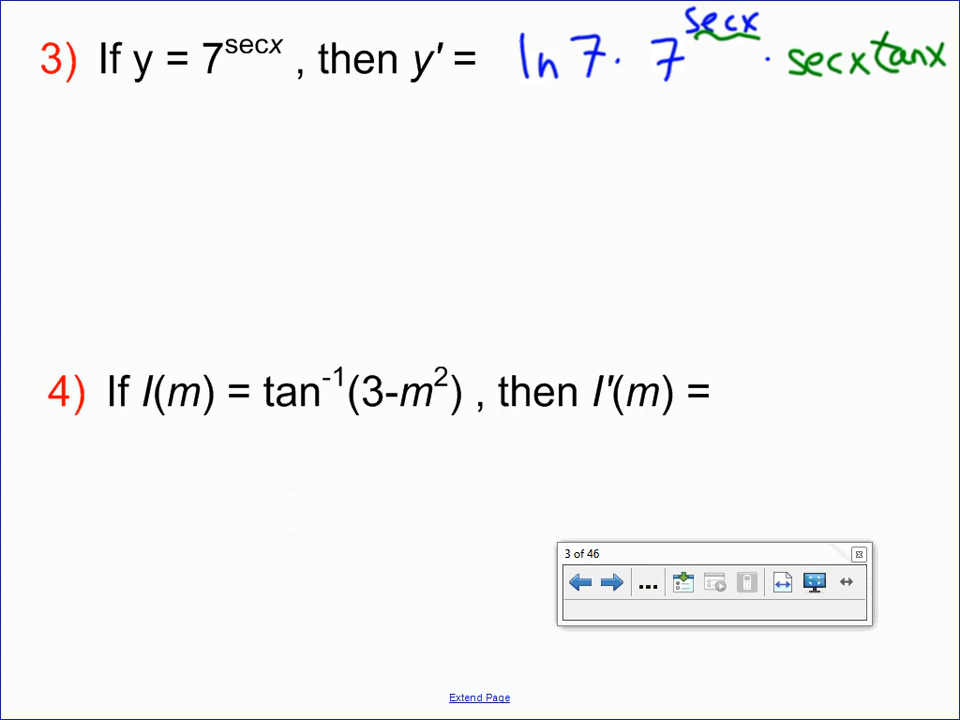 3) If y = 7^secx , then y' = ln 7 · 7^secx · secx tanx
4) If I(m) = tan^-1(3-m^2) , then I'(m) =
3 of 46
...
Extend Page